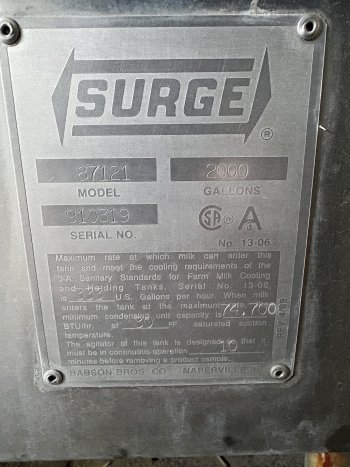 SURGE
®
87121 2000
MODEL GALLONS
910319
SERIAL NO. No. 13-06
Maximum rate at which milk can enter this
tank and meet the cooling requirements of the
3/A Sanitary Standards for Farm Milk Cooling
and Holding Tanks, Serial No. 13-06,
is U.S. Gallons per hour. When milk
enters the tank at the maximum rate, the
minimum condensing unit capacity is 74,700
BTU/hr. at °F saturated suction
temperature.
The agitator of this tank is designed so that it
must be in continuous operation 10
minutes before removing a product sample.
BABSON BROS. CO. NAPERVILLE, IL